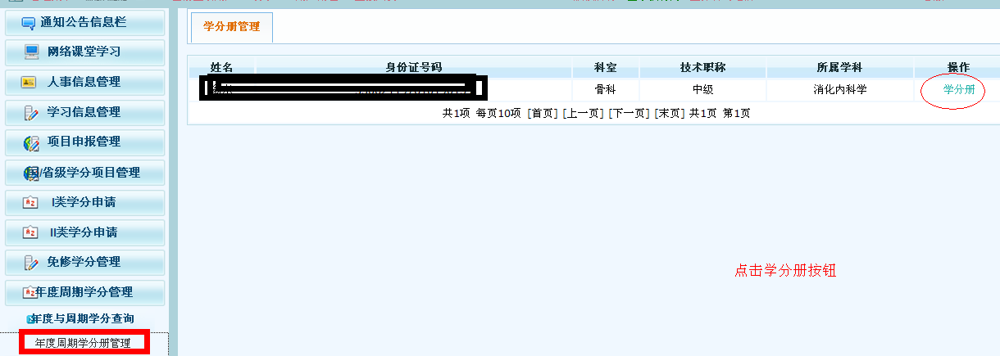 通知公告信息栏
网络课堂学习
人事信息管理
学习信息管理
项目申报管理
/省级学分项目管理
I类学分申请
II类学分申请
免修学分管理
年度周期学分管理
年度与周期学分查询
年度周期学分册管理
学分册管理
姓名 身份证号码 科室 技术职称 所属学科 操作
骨科 中级 消化内科学 学分册
共1项 每页10项 [首页] [上一页] [下一页] [末页] 共1页 第1页
点击学分册按钮